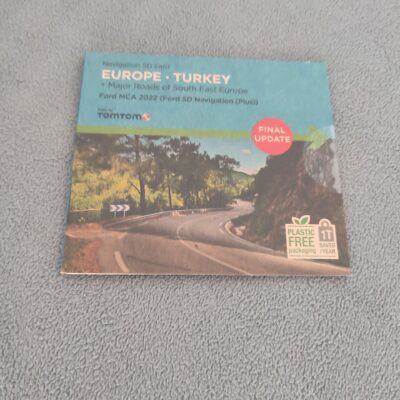 Navigation SD card
EUROPE · TURKEY
+ Major Roads of South East Europe
Ford MCA 2022 (Ford SD Navigation (Plus))
TOMTOM
FINAL
UPDATE
PLASTIC
FREE
packaging
1T
SAVED
/YEAR